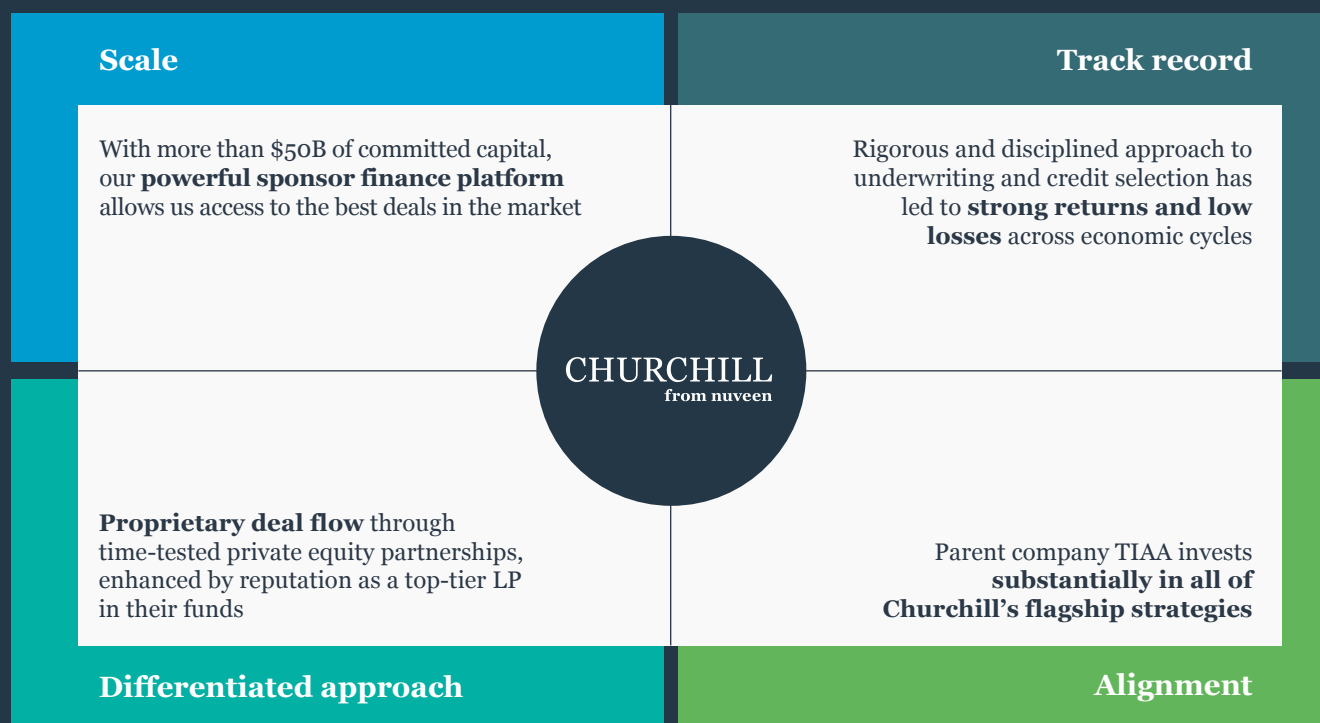 Scale
With more than $50B of committed capital,
our powerful sponsor finance platform
allows us access to the best deals in the market
Track record
Rigorous and disciplined approach to
underwriting and credit selection has
led to strong returns and low
losses across economic cycles
CHURCHILL
from nuveen
Proprietary deal flow through
time-tested private equity partnerships,
enhanced by reputation as a top-tier LP
in their funds
Differentiated approach
Parent company TIAA invests
substantially in all of
Churchill’s flagship strategies
Alignment